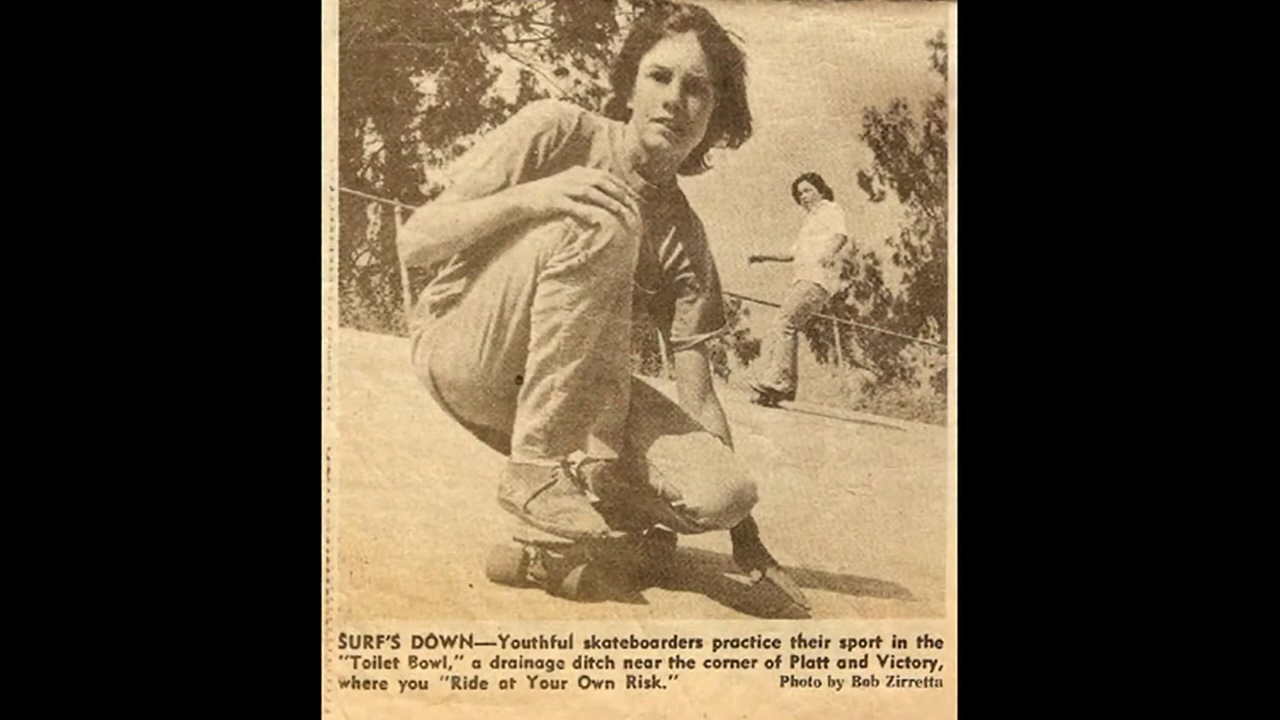 SURF'S DOWN—Youthful skateboarders practice their sport in the
"Toilet Bowl," a drainage ditch near the corner of Platt and Victory,
where you "Ride at Your Own Risk." Photo by Bob Zirretta